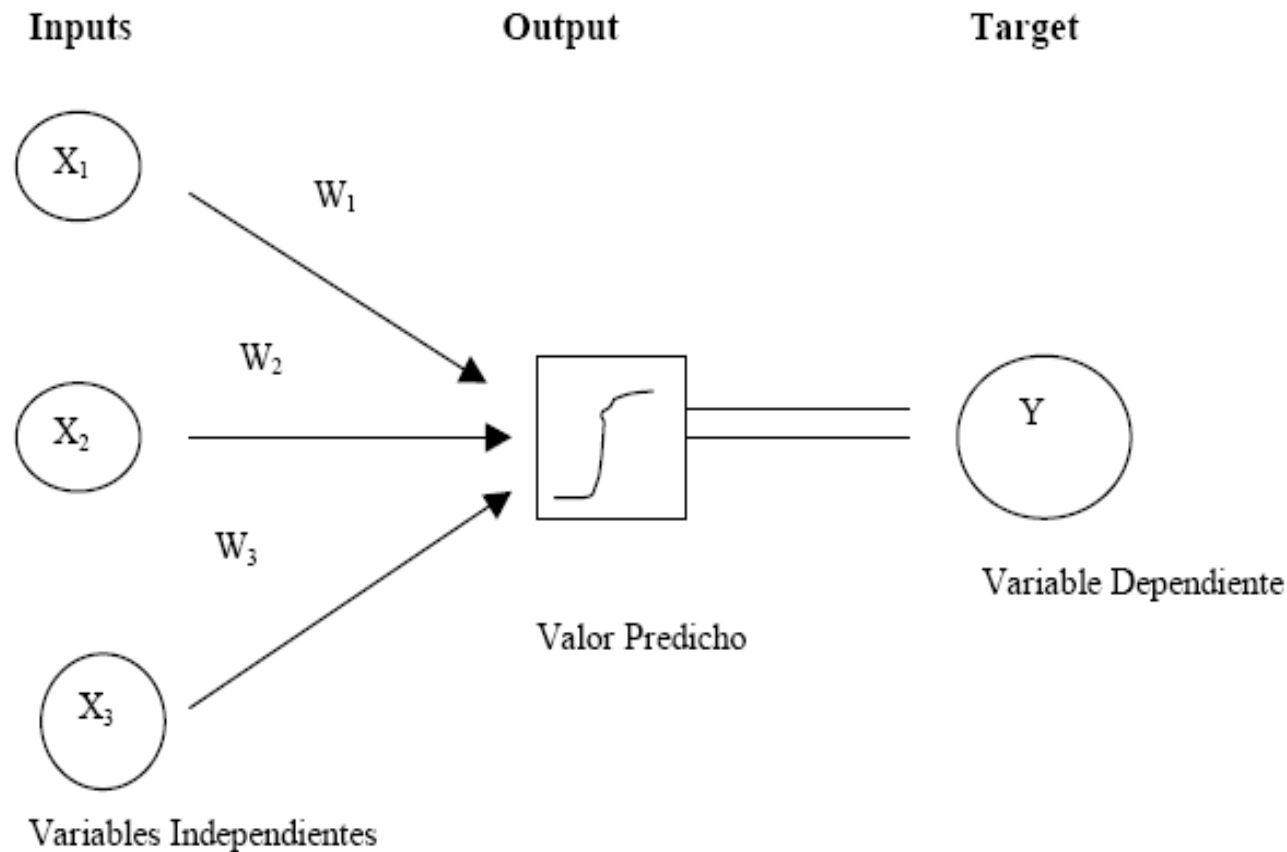 Inputs Output Target
X₁
W₁
W₂
X₂
Y
W₃
Variable Dependiente
Valor Predicho
X₃
Variables Independientes